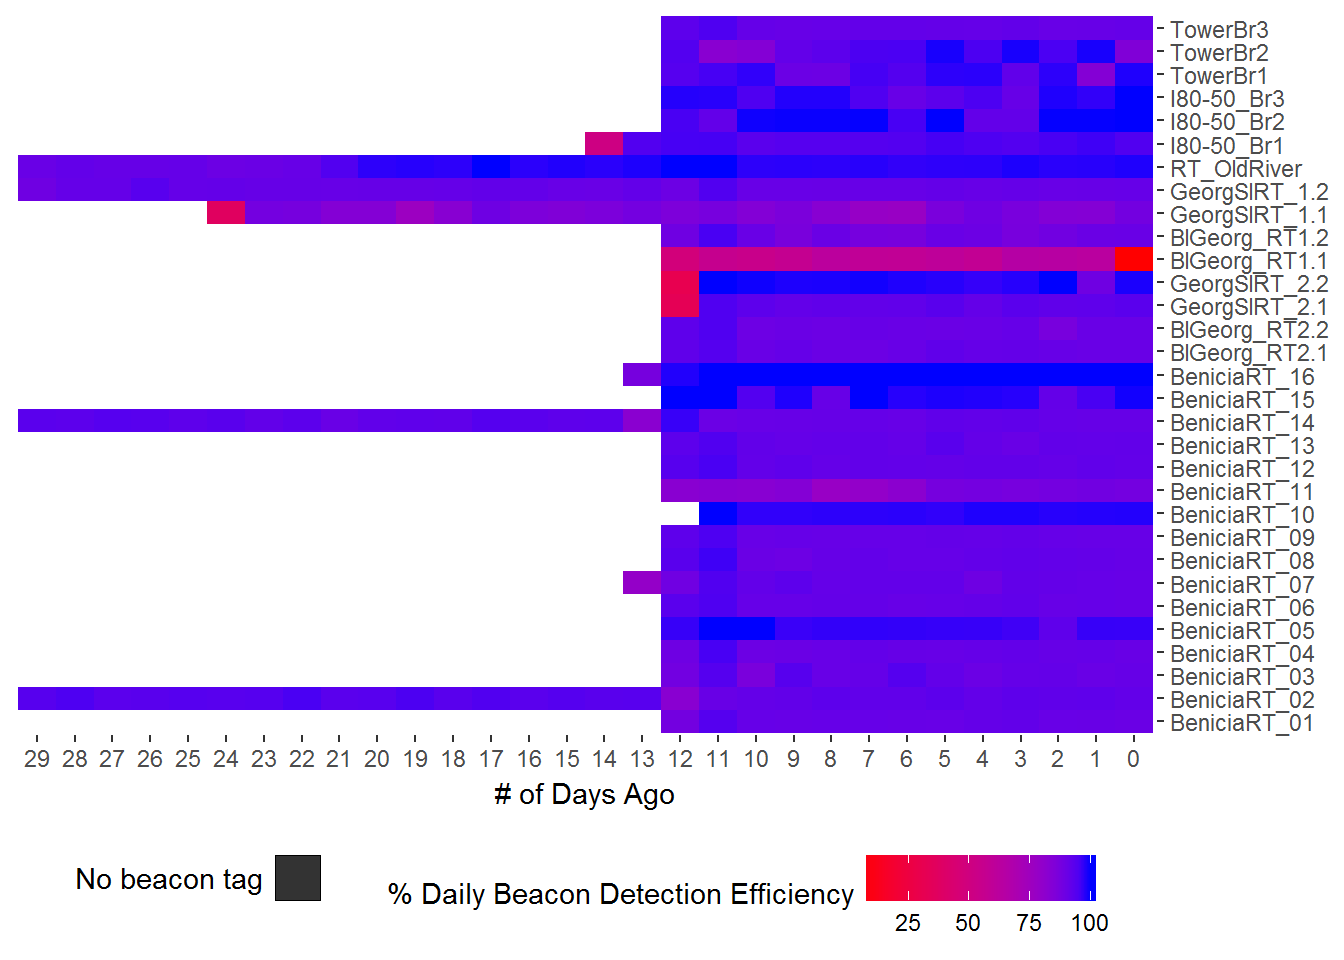 TowerBr3
TowerBr2
TowerBr1
I80-50_Br3
I80-50_Br2
I80-50_Br1
RT_OldRiver
GeorgSlRT_1.2
GeorgSlRT_1.1
BlGeorg_RT1.2
BlGeorg_RT1.1
GeorgSlRT_2.2
GeorgSlRT_2.1
BlGeorg_RT2.2
BlGeorg_RT2.1
BeniciaRT_16
BeniciaRT_15
BeniciaRT_14
BeniciaRT_13
BeniciaRT_12
BeniciaRT_11
BeniciaRT_10
BeniciaRT_09
BeniciaRT_08
BeniciaRT_07
BeniciaRT_06
BeniciaRT_05
BeniciaRT_04
BeniciaRT_03
BeniciaRT_02
BeniciaRT_01
29 28 27 26 25 24 23 22 21 20 19 18 17 16 15 14 13 12 11 10 9 8 7 6 5 4 3 2 1 0
# of Days Ago
No beacon tag
% Daily Beacon Detection Efficiency
25 50 75 100